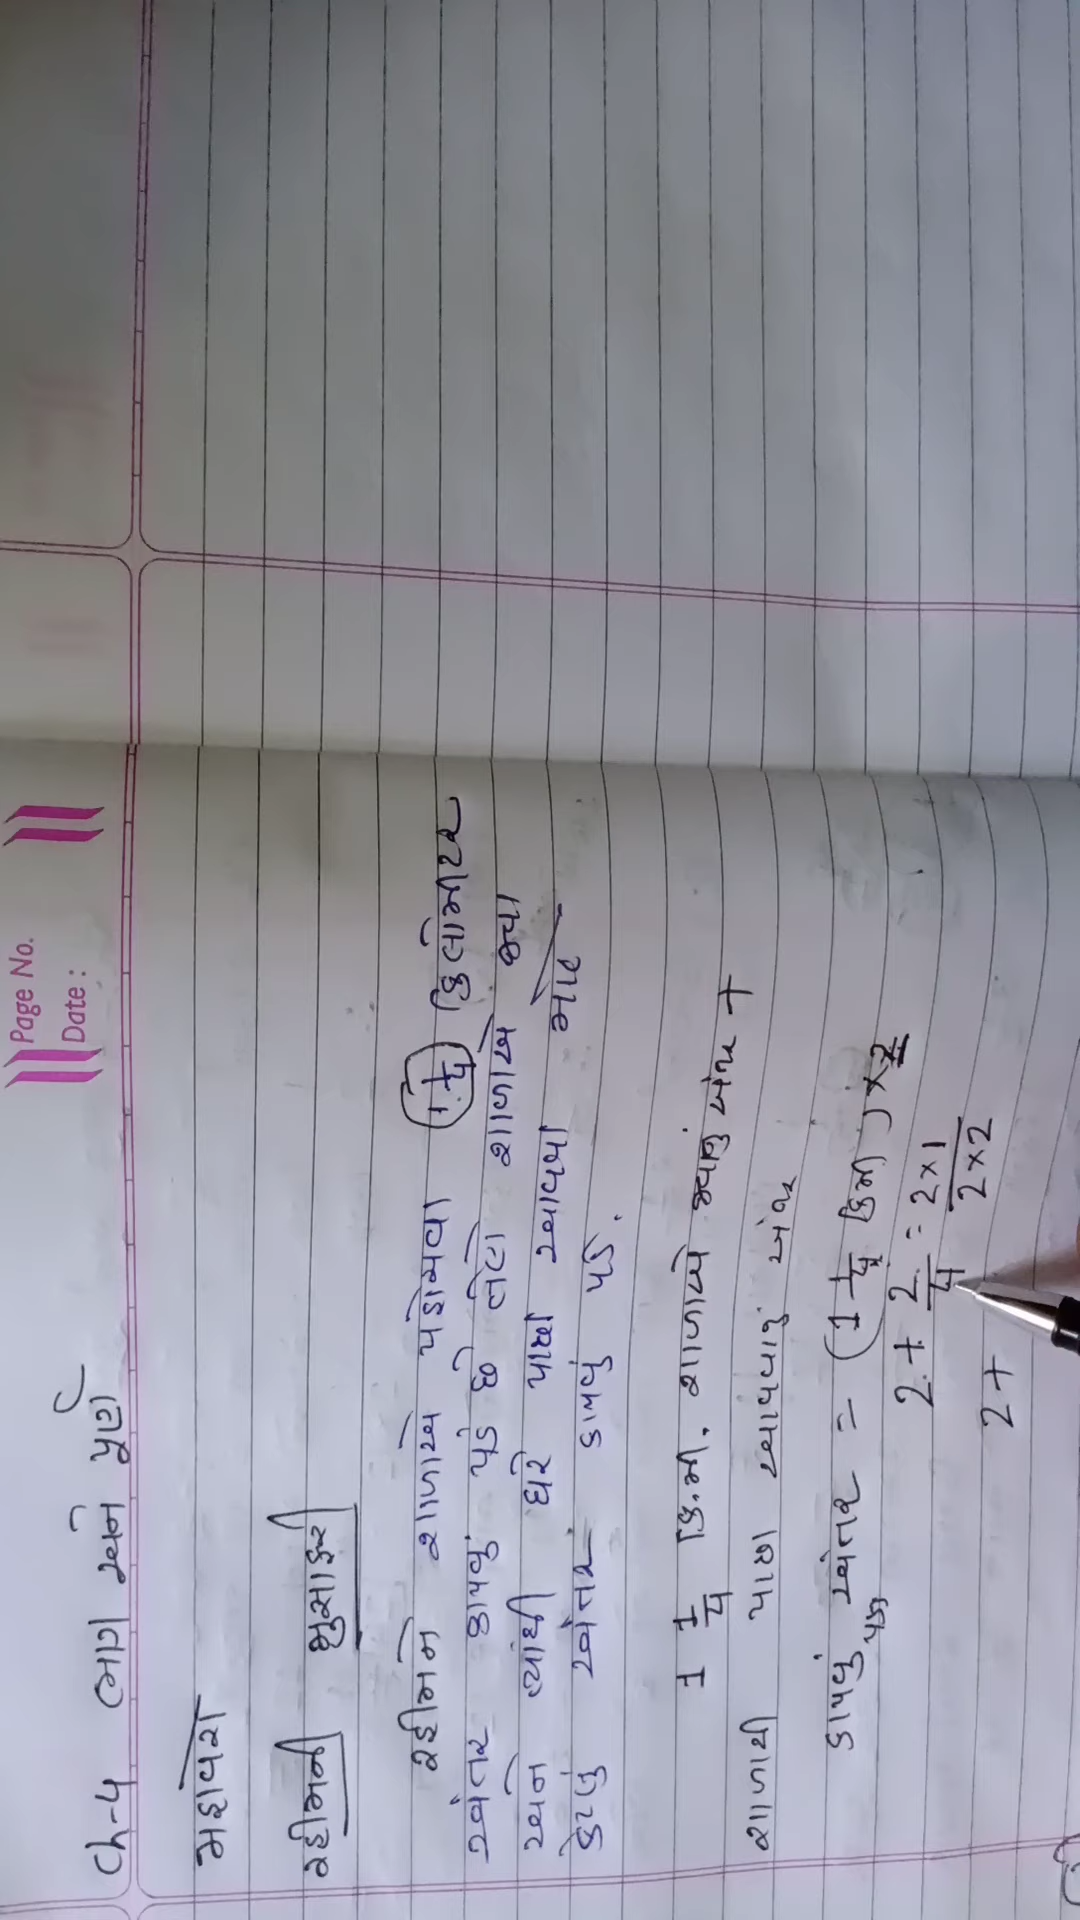 Page No.
Date :
Ch-4 ભાગ અને પૂર્ણ
મહાવરો
રહીમની મુસાફરી
રહીમને શાળાએ પહોંચવા 1 1/4 કિલોમીટર
અંતર કાપવું પડે છે તેણે શાળાએ જવા
અને ત્યાંથી ઘરે પાછા આવવા માટે
કેટલું અંતર કાપવું પડે.
1 1/4 કિ.મી. શાળાએ જવાનું અંતર +
શાળાથી પાછા આવવાનું અંતર
કાપવું પડતું અંતર = (1 1/4 કિમી) × 2
2 + 2/4 = 2×1/2×2
2 +